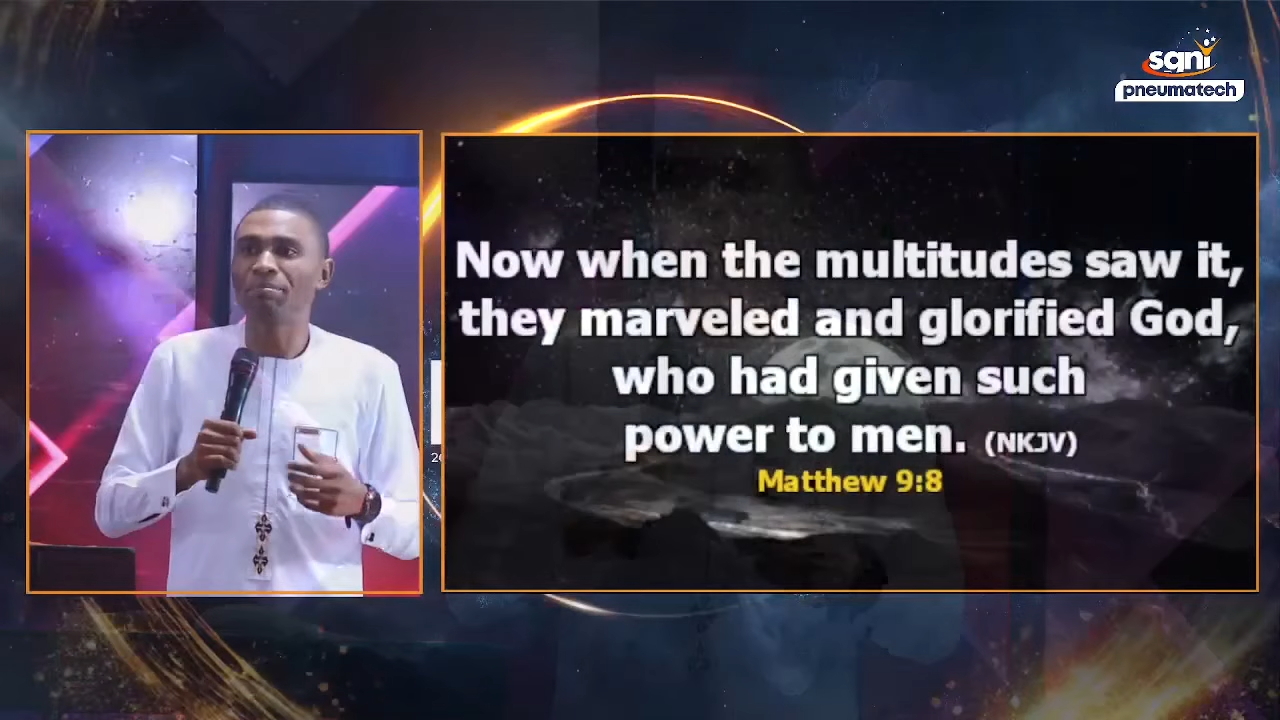 sqni
pneumatech
Now when the multitudes saw it,
they marveled and glorified God,
who had given such
power to men. (NKJV)
Matthew 9:8